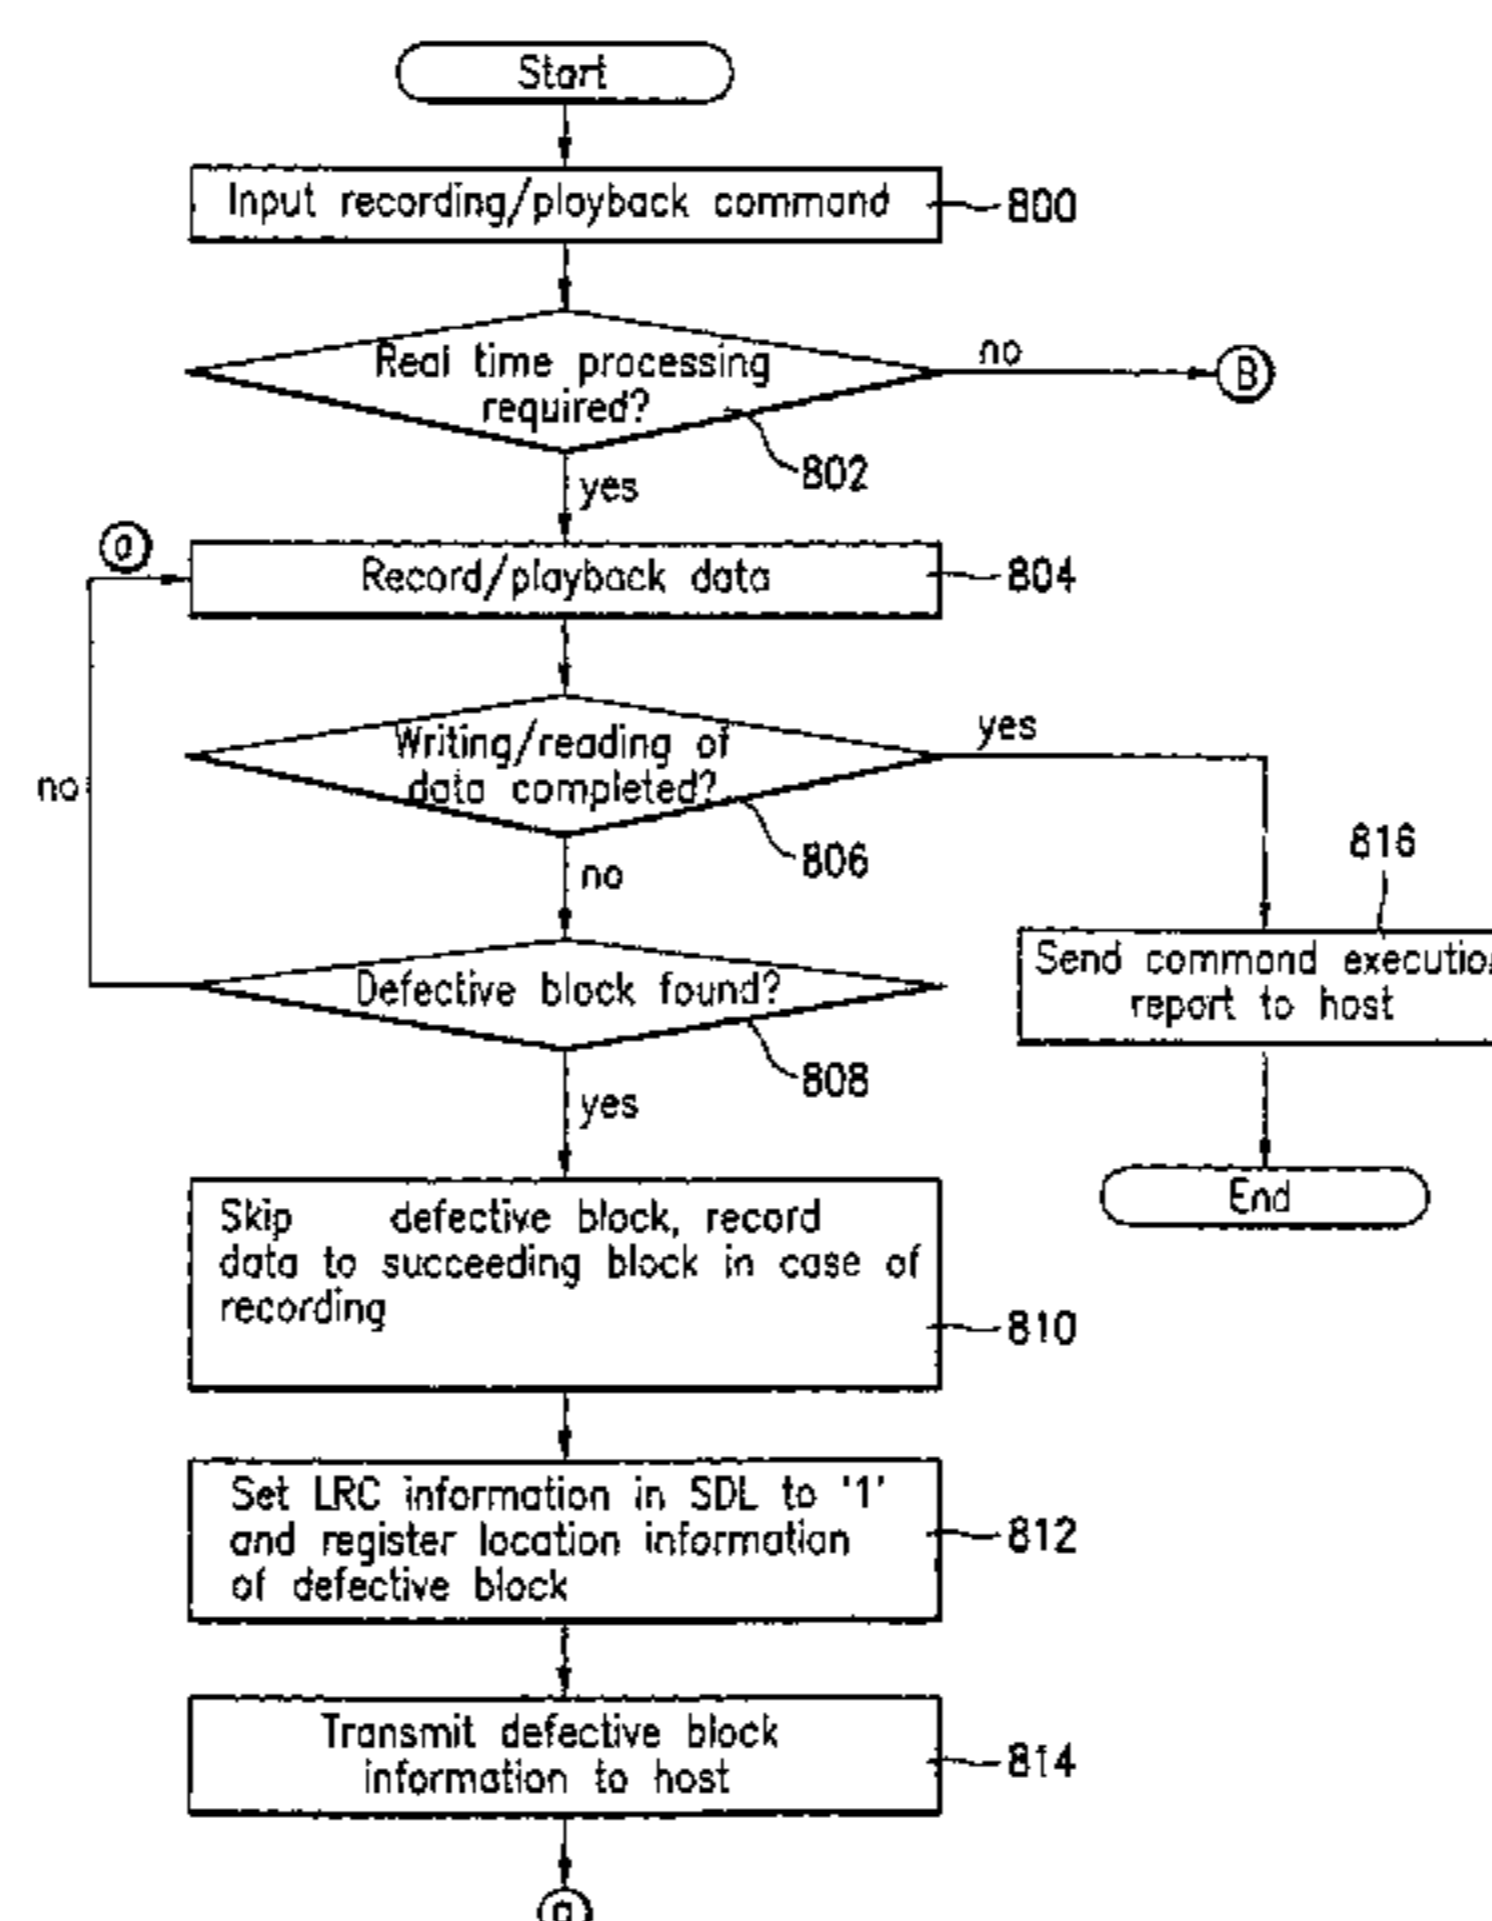 Start
Input recording/playback command
800
Real time processing
required?
no
B
802
yes
a
Record/playback data
804
Writing/reading of
data completed?
yes
no
806
816
no
Send command executio
report to host
Defective block found?
808
yes
End
Skip defective block, record
data to succeeding block in case of
recording
810
Set LRC information in SDL to '1'
and register location information
of defective block
812
Transmit defective block
information to host
814
a